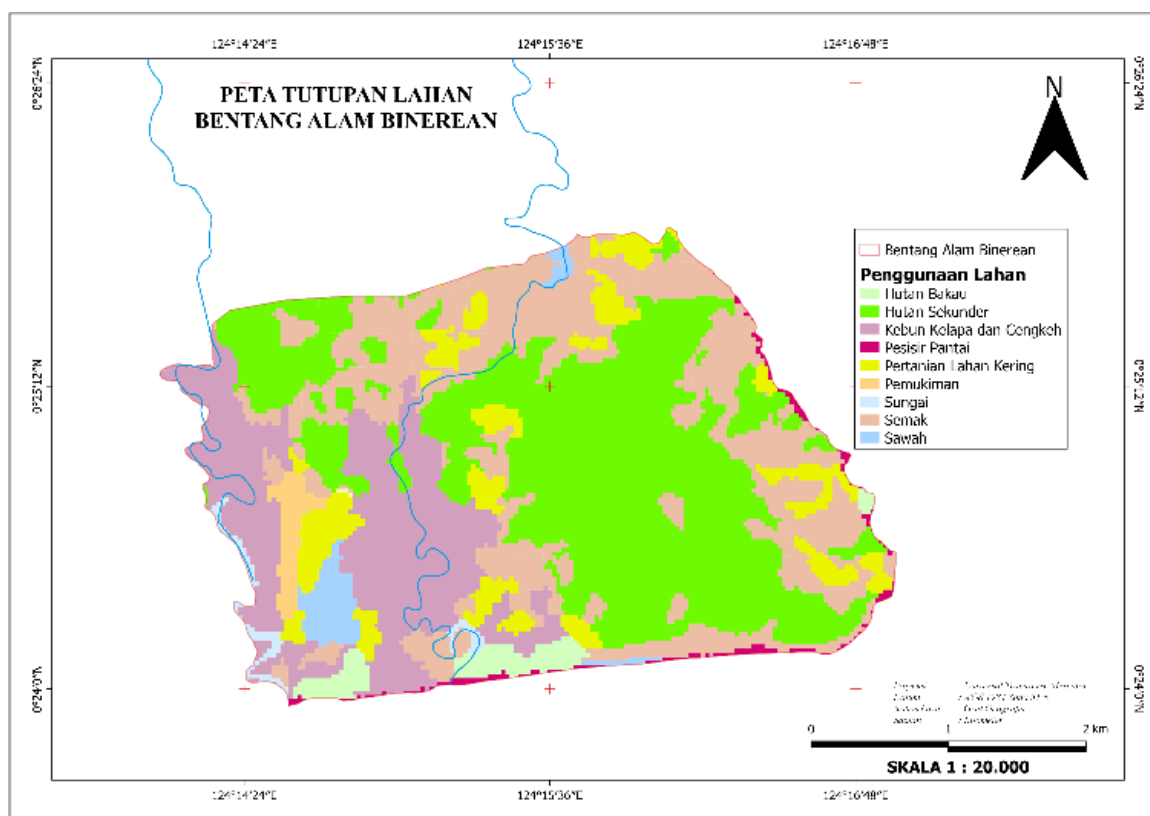 124°14'24"E 124°15'36"E 124°16'48"E
0°26'24"N 0°26'24"N
PETA TUTUPAN LAHAN
BENTANG ALAM BINEREAN
N
Bentang Alam Binerean
Penggunaan Lahan
Hutan Bakau
Hutan Sekunder
Kebun Kelapa dan Cengkeh
Pesisir Pantai
Pertanian Lahan Kering
Pemukiman
Sungai
Semak
Sawah
0°25'12"N 0°25'12"N
0°24'0"N 0°24'0"N
0 1 2 km
SKALA 1 : 20.000
124°14'24"E 124°15'36"E 124°16'48"E